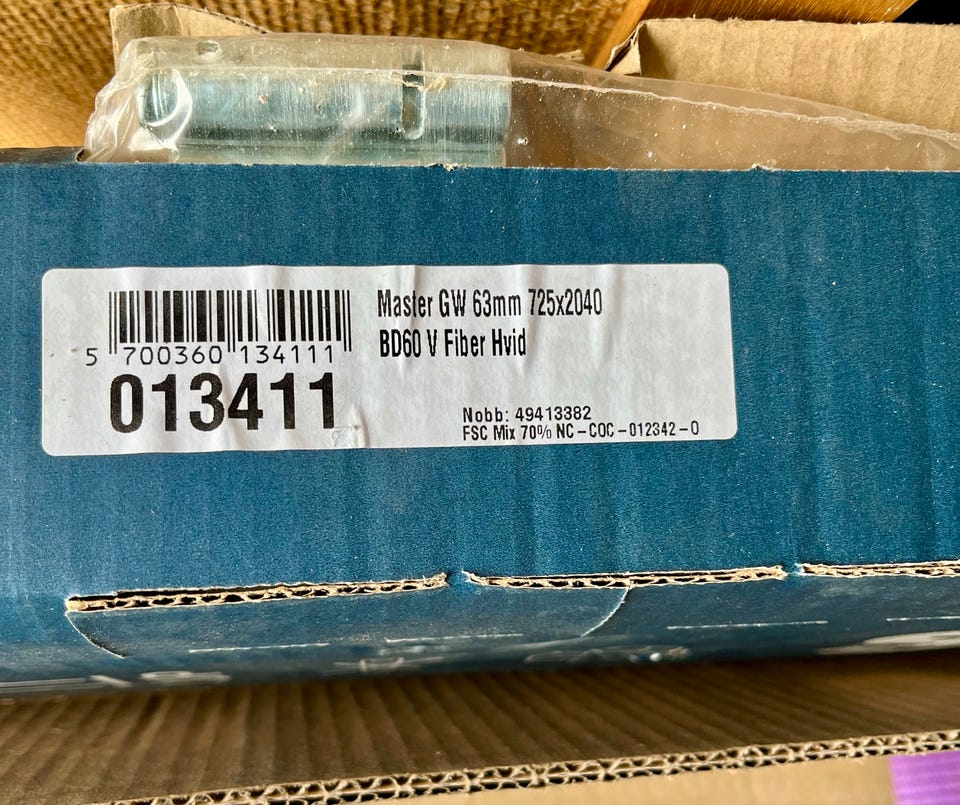 Master GW 63mm 725x2040
BD60 V Fiber Hvid
5 700360 134111
013411
Nobb: 49413382
FSC Mix 70% NC-COC-012342-0